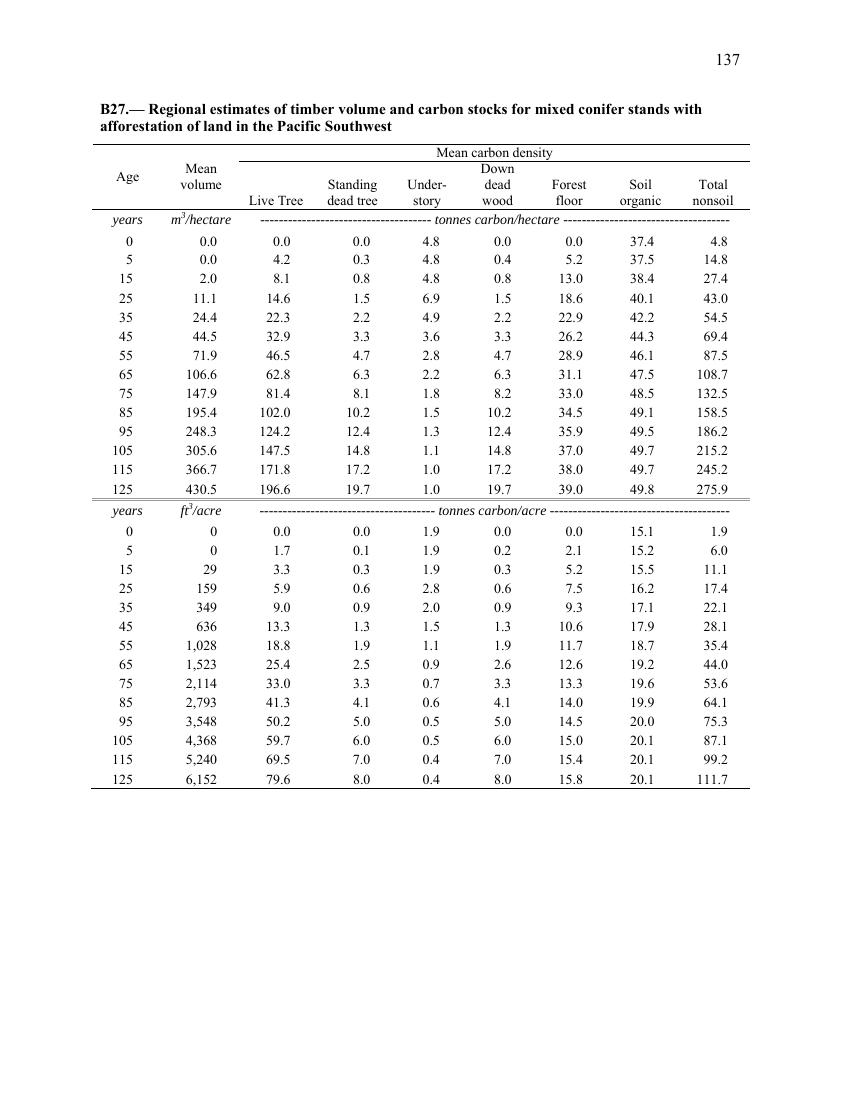 137
B27.— Regional estimates of timber volume and carbon stocks for mixed conifer stands with
afforestation of land in the Pacific Southwest
Mean carbon density
Age Mean volume Live Tree Standing dead tree Under-story Down dead wood Forest floor Soil organic Total nonsoil
years m³/hectare ------------------------------------- tonnes carbon/hectare ------------------------------------
0 0.0 0.0 0.0 4.8 0.0 0.0 37.4 4.8
5 0.0 4.2 0.3 4.8 0.4 5.2 37.5 14.8
15 2.0 8.1 0.8 4.8 0.8 13.0 38.4 27.4
25 11.1 14.6 1.5 6.9 1.5 18.6 40.1 43.0
35 24.4 22.3 2.2 4.9 2.2 22.9 42.2 54.5
45 44.5 32.9 3.3 3.6 3.3 26.2 44.3 69.4
55 71.9 46.5 4.7 2.8 4.7 28.9 46.1 87.5
65 106.6 62.8 6.3 2.2 6.3 31.1 47.5 108.7
75 147.9 81.4 8.1 1.8 8.2 33.0 48.5 132.5
85 195.4 102.0 10.2 1.5 10.2 34.5 49.1 158.5
95 248.3 124.2 12.4 1.3 12.4 35.9 49.5 186.2
105 305.6 147.5 14.8 1.1 14.8 37.0 49.7 215.2
115 366.7 171.8 17.2 1.0 17.2 38.0 49.7 245.2
125 430.5 196.6 19.7 1.0 19.7 39.0 49.8 275.9
years ft³/acre -------------------------------------- tonnes carbon/acre ---------------------------------------
0 0 0.0 0.0 1.9 0.0 0.0 15.1 1.9
5 0 1.7 0.1 1.9 0.2 2.1 15.2 6.0
15 29 3.3 0.3 1.9 0.3 5.2 15.5 11.1
25 159 5.9 0.6 2.8 0.6 7.5 16.2 17.4
35 349 9.0 0.9 2.0 0.9 9.3 17.1 22.1
45 636 13.3 1.3 1.5 1.3 10.6 17.9 28.1
55 1,028 18.8 1.9 1.1 1.9 11.7 18.7 35.4
65 1,523 25.4 2.5 0.9 2.6 12.6 19.2 44.0
75 2,114 33.0 3.3 0.7 3.3 13.3 19.6 53.6
85 2,793 41.3 4.1 0.6 4.1 14.0 19.9 64.1
95 3,548 50.2 5.0 0.5 5.0 14.5 20.0 75.3
105 4,368 59.7 6.0 0.5 6.0 15.0 20.1 87.1
115 5,240 69.5 7.0 0.4 7.0 15.4 20.1 99.2
125 6,152 79.6 8.0 0.4 8.0 15.8 20.1 111.7